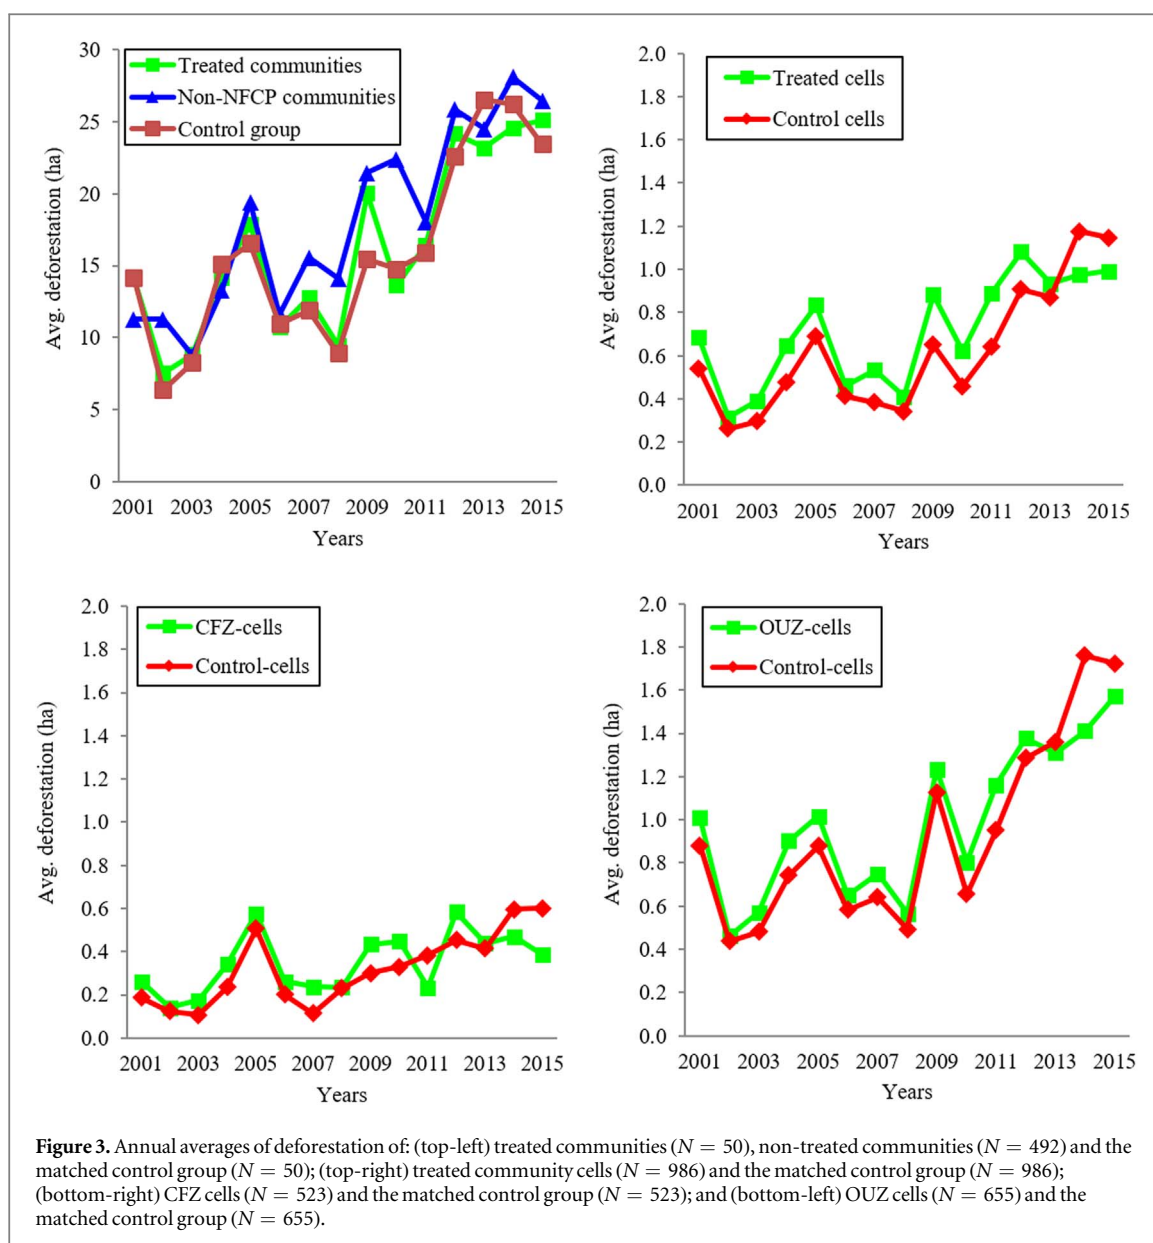 30
25
20
15
10
5
0
Avg. deforestation (ha)
Treated communities
Non-NFCP communities
Control group
2001 2003 2005 2007 2009 2011 2013 2015
Years
2.0
1.8
1.6
1.4
1.2
1.0
0.8
0.6
0.4
0.2
0.0
Avg. deforestation (ha)
Treated cells
Control cells
2001 2003 2005 2007 2009 2011 2013 2015
Years
2.0
1.8
1.6
1.4
1.2
1.0
0.8
0.6
0.4
0.2
0.0
Avg. deforestation (ha)
CFZ-cells
Control-cells
2001 2003 2005 2007 2009 2011 2013 2015
Years
2.0
1.8
1.6
1.4
1.2
1.0
0.8
0.6
0.4
0.2
0.0
Avg. deforestation (ha)
OUZ-cells
Control-cells
2001 2003 2005 2007 2009 2011 2013 2015
Years
Figure 3. Annual averages of deforestation of: (top-left) treated communities (N = 50), non-treated communities (N = 492) and the
matched control group (N = 50); (top-right) treated community cells (N = 986) and the matched control group (N = 986);
(bottom-right) CFZ cells (N = 523) and the matched control group (N = 523); and (bottom-left) OUZ cells (N = 655) and the
matched control group (N = 655).